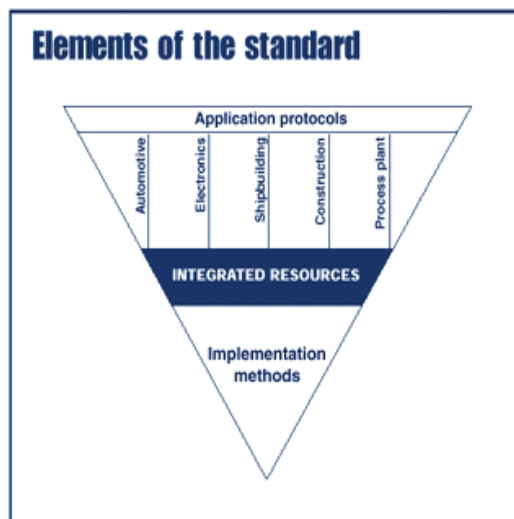 Elements of the standard
Application protocols
Automotive
Electronics
Shipbuilding
Construction
Process plant
INTEGRATED RESOURCES
Implementation
methods